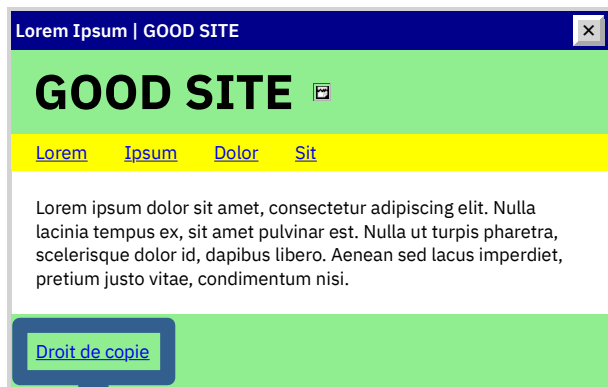 Lorem Ipsum | GOOD SITE
GOOD SITE
Lorem Ipsum Dolor Sit
Lorem ipsum dolor sit amet, consectetur adipiscing elit. Nulla
lacinia tempus ex, sit amet pulvinar est. Nulla ut turpis pharetra,
scelerisque dolor id, dapibus libero. Aenean sed lacus imperdiet,
pretium justo vitae, condimentum nisi.
Droit de copie